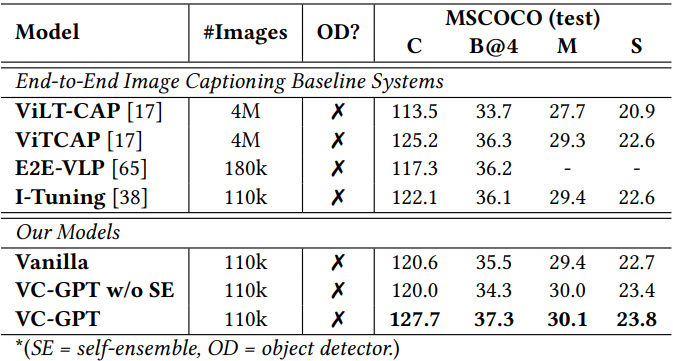 Model #Images OD? MSCOCO (test)
C B@4 M S
End-to-End Image Captioning Baseline Systems
ViLT-CAP [17] 4M ✗ 113.5 33.7 27.7 20.9
ViTCAP [17] 4M ✗ 125.2 36.3 29.3 22.6
E2E-VLP [65] 180k ✗ 117.3 36.2 - -
I-Tuning [38] 110k ✗ 122.1 36.1 29.4 22.6
Our Models
Vanilla 110k ✗ 120.6 35.5 29.4 22.7
VC-GPT w/o SE 110k ✗ 120.0 34.3 30.0 23.4
VC-GPT 110k ✗ 127.7 37.3 30.1 23.8
*(SE = self-ensemble, OD = object detector.)